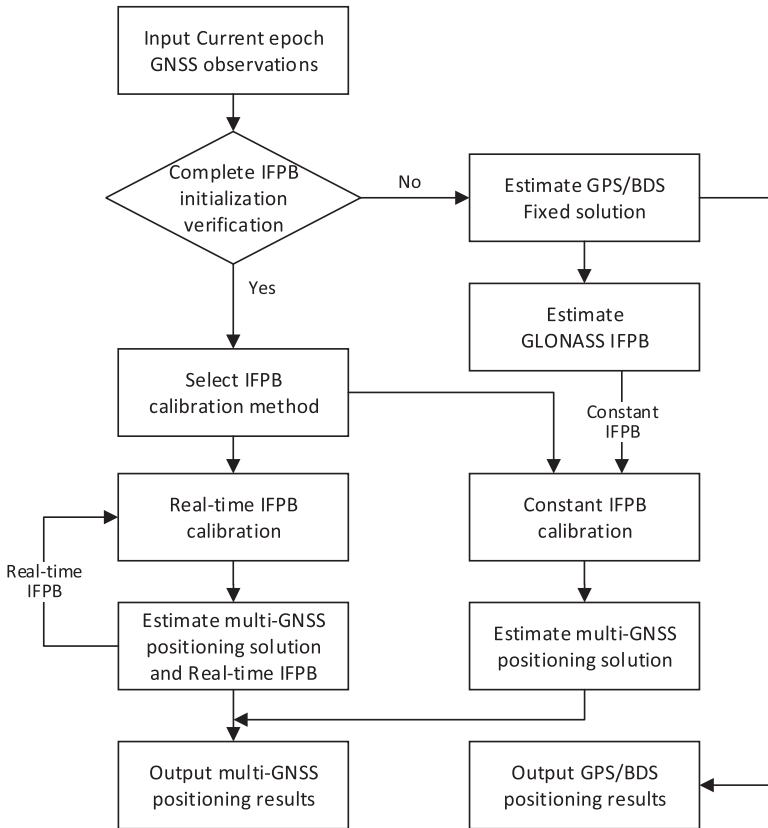 Input Current epoch
GNSS observations
Complete IFPB
initialization
verification
No
Estimate GPS/BDS
Fixed solution
Yes
Estimate
GLONASS IFPB
Select IFPB
calibration method
Constant
IFPB
Real-time IFPB
calibration
Constant IFPB
calibration
Real-time
IFPB
Estimate multi-GNSS
positioning solution
and Real-time IFPB
Estimate multi-GNSS
positioning solution
Output multi-GNSS
positioning results
Output GPS/BDS
positioning results